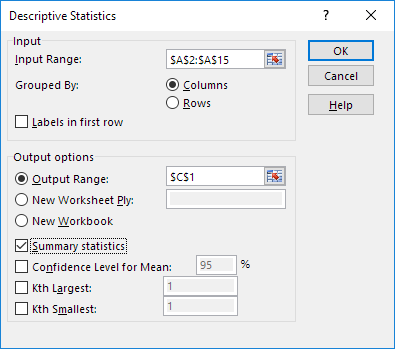 Descriptive Statistics ? ×
Input
Input Range: $A$2:$A$15
Grouped By: Columns
Rows
Labels in first row
OK
Cancel
Help
Output options
Output Range: $C$1
New Worksheet Ply:
New Workbook
Summary statistics
Confidence Level for Mean: 95 %
Kth Largest: 1
Kth Smallest: 1